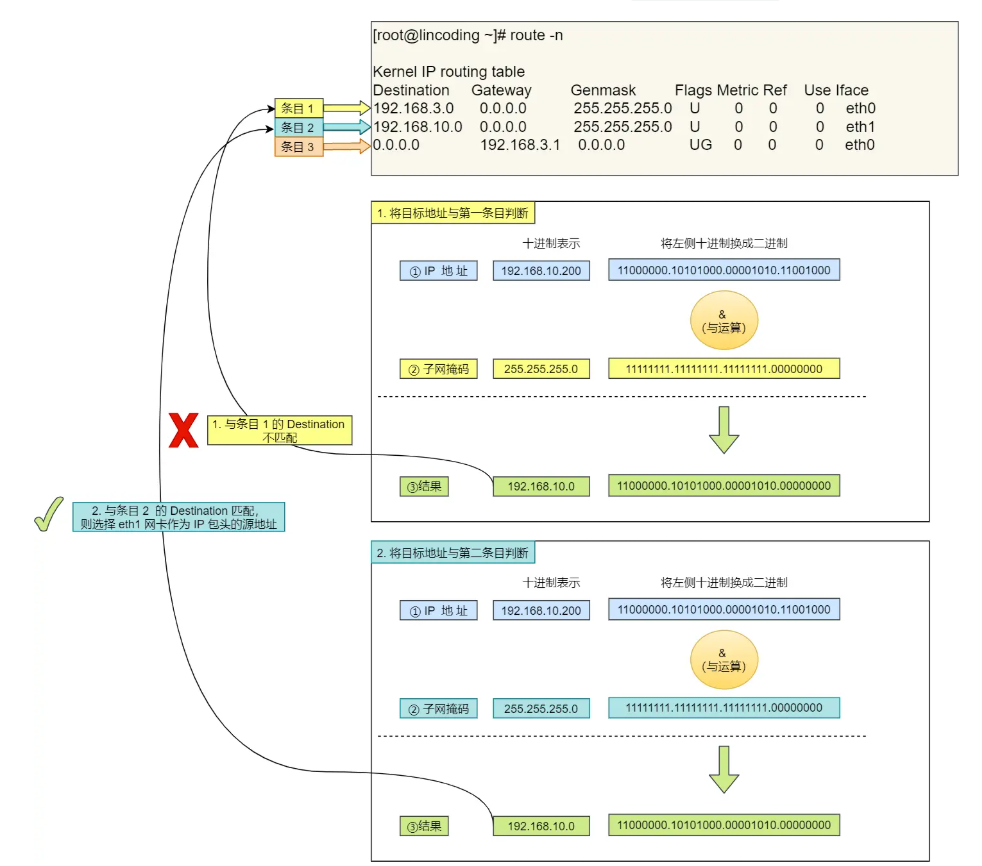 [root@lincoding ~]# route -n
Kernel IP routing table
Destination Gateway Genmask Flags Metric Ref Use Iface
条目 1 192.168.3.0 0.0.0.0 255.255.255.0 U 0 0 0 eth0
条目 2 192.168.10.0 0.0.0.0 255.255.255.0 U 0 0 0 eth1
条目 3 0.0.0.0 192.168.3.1 0.0.0.0 UG 0 0 0 eth0
1. 将目标地址与第一条目判断
十进制表示 将左侧十进制换成二进制
① IP 地 址 192.168.10.200 11000000.10101000.00001010.11001000
&
(与运算)
② 子网掩码 255.255.255.0 11111111.11111111.11111111.00000000
1. 与条目 1 的 Destination
不匹配
③结果 192.168.10.0 11000000.10101000.00001010.00000000
2. 与条目 2 的 Destination 匹配，
则选择 eth1 网卡作为 IP 包头的源地址
2. 将目标地址与第二条目判断
十进制表示 将左侧十进制换成二进制
① IP 地 址 192.168.10.200 11000000.10101000.00001010.11001000
&
(与运算)
② 子网掩码 255.255.255.0 11111111.11111111.11111111.00000000
③结果 192.168.10.0 11000000.10101000.00001010.00000000